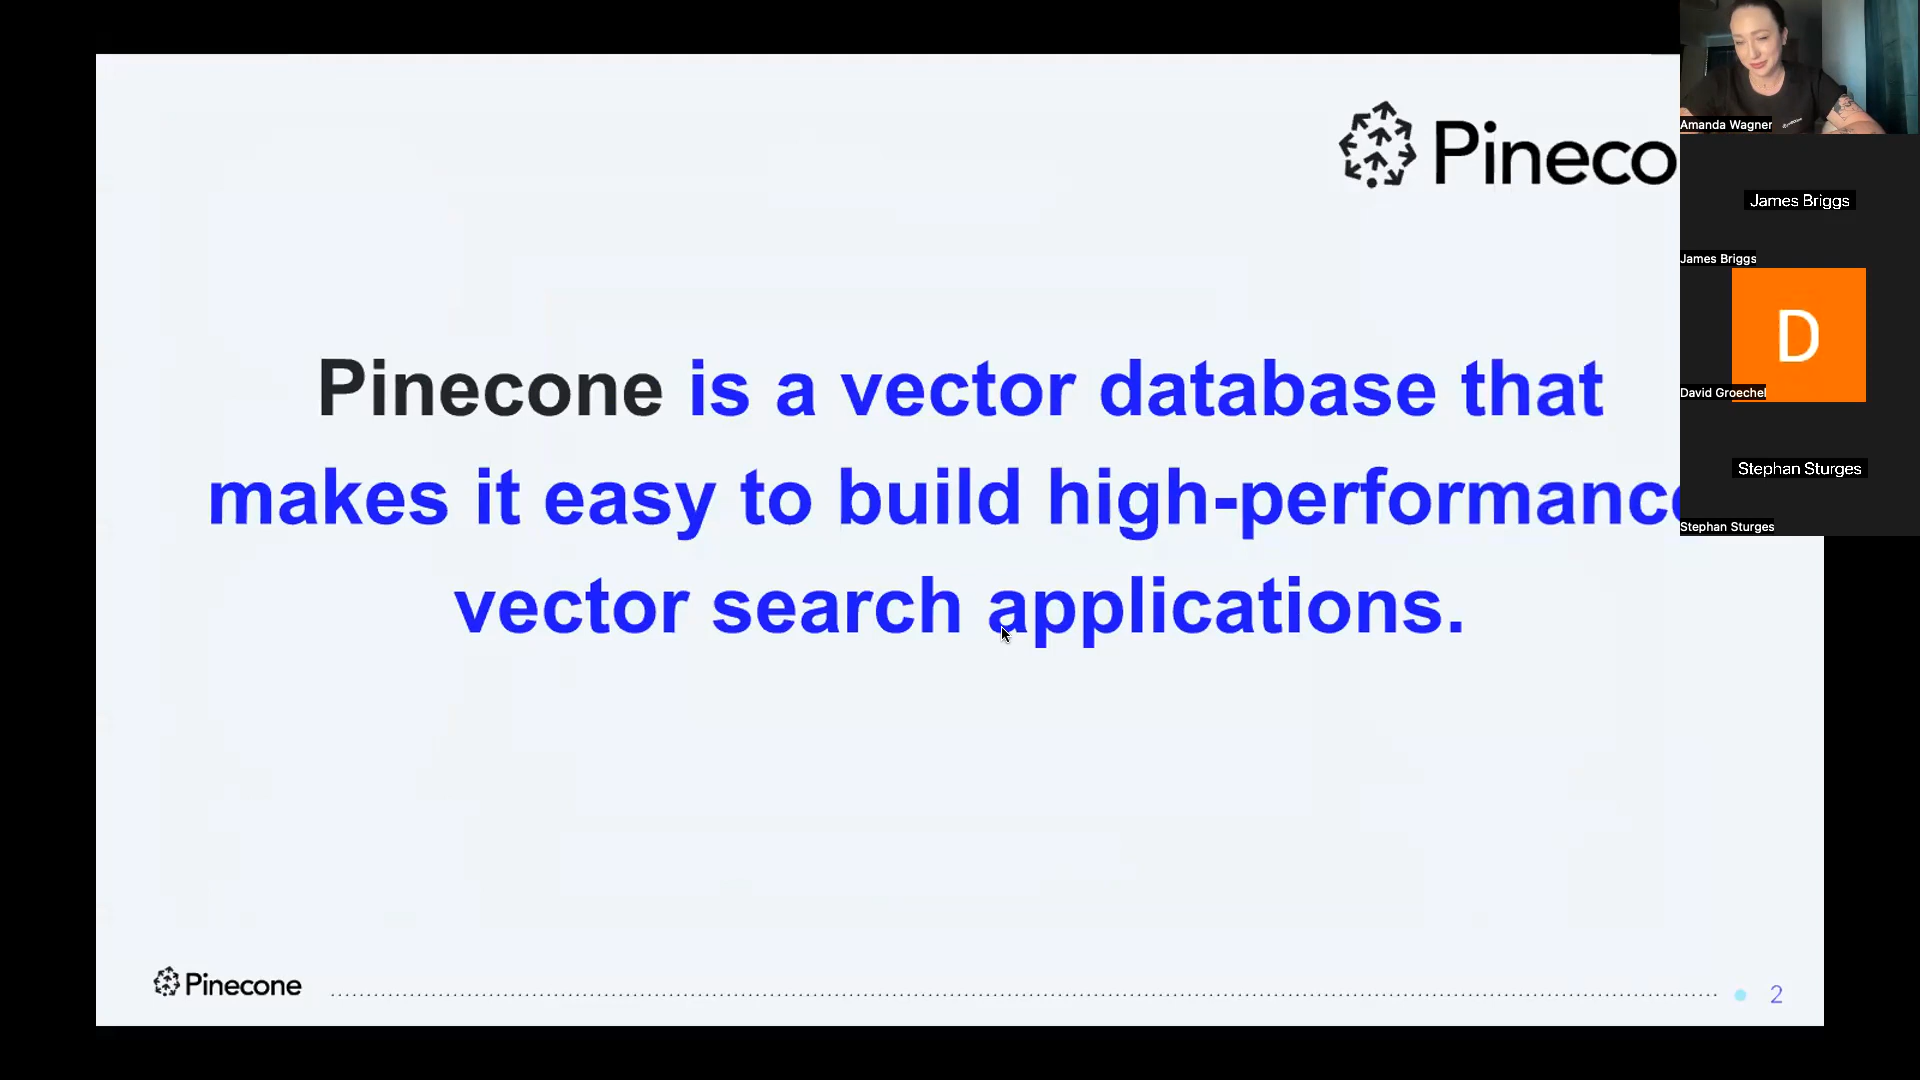 Pineco
Pinecone is a vector database that
makes it easy to build high-performance
vector search applications.
Pinecone
2
Amanda Wagner
James Briggs
James Briggs
D
David Groechel
Stephan Sturges
Stephan Sturges